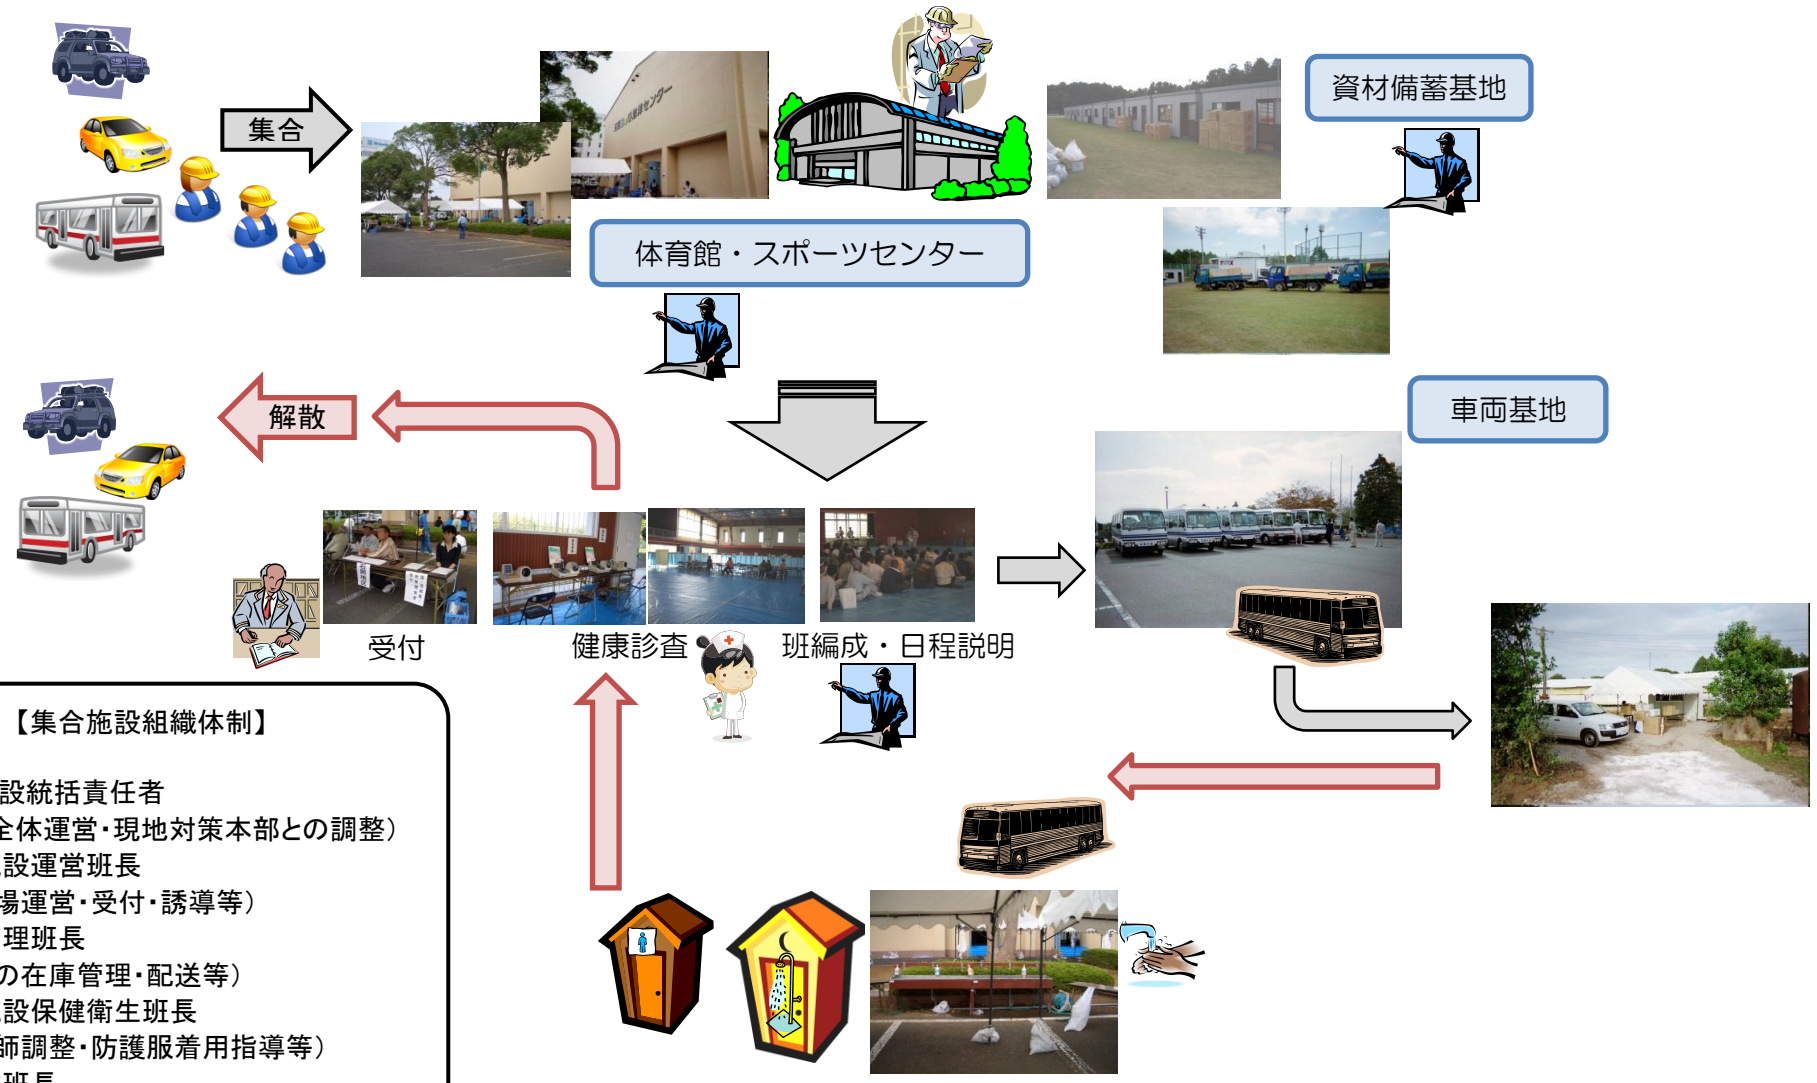 集合
資材備蓄基地
体育館・スポーツセンター
解散
車両基地
受付
健康診査
班編成・日程説明
【集合施設組織体制】
設統括責任者
全体運営・現地対策本部との調整）
設運営班長
場運営・受付・誘導等）
理班長
の在庫管理・配送等）
設保健衛生班長
師調整・防護服着用指導等）
班長